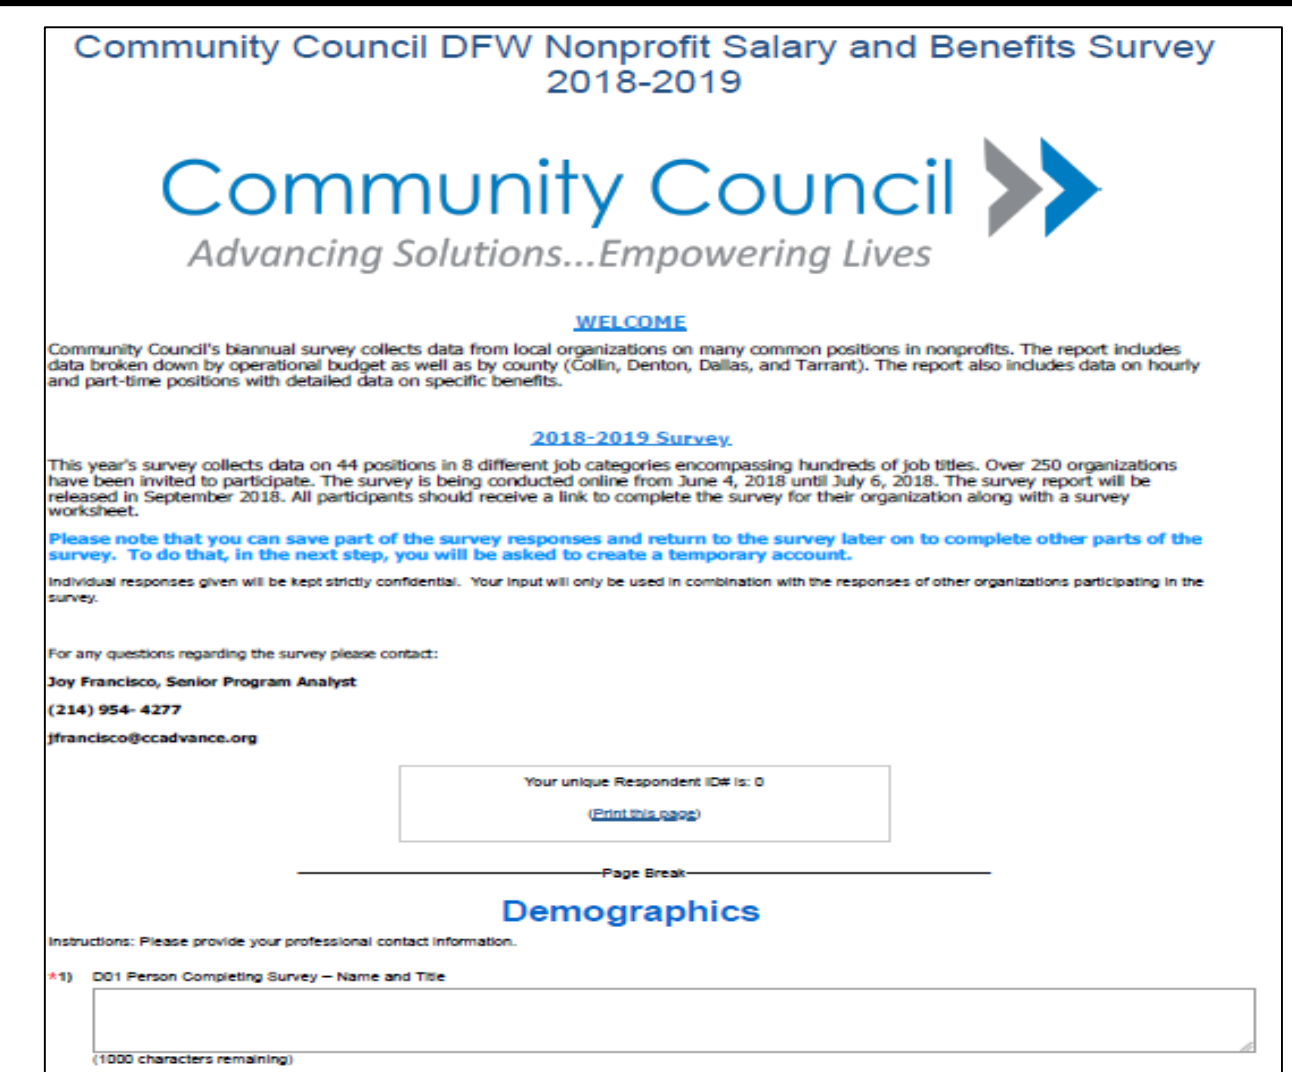 Community Council DFW Nonprofit Salary and Benefits Survey
2018-2019
Community Council
Advancing Solutions...Empowering Lives
WELCOME
Community Council's biannual survey collects data from local organizations on many common positions in nonprofits. The report includes
data broken down by operational budget as well as by county (Collin, Denton, Dallas, and Tarrant). The report also includes data on hourly
and part-time positions with detailed data on specific benefits.
2018-2019 Survey
This year's survey collects data on 44 positions in 8 different job categories encompassing hundreds of job titles. Over 250 organizations
have been invited to participate. The survey is being conducted online from June 4, 2018 until July 6, 2018. The survey report will be
released in September 2018. All participants should receive a link to complete the survey for their organization along with a survey
worksheet.
Please note that you can save part of the survey responses and return to the survey later on to complete other parts of the
survey. To do that, in the next step, you will be asked to create a temporary account.
Individual responses given will be kept strictly confidential. Your input will only be used in combination with the responses of other organizations participating in the
survey.
For any questions regarding the survey please contact:
Joy Francisco, Senior Program Analyst
(214) 954- 4277
jfrancisco@ccadvance.org
Your unique Respondent ID# is: 0
(Print this page)
Page Break
Demographics
Instructions: Please provide your professional contact information.
*1) D01 Person Completing Survey – Name and Title
(1000 characters remaining)